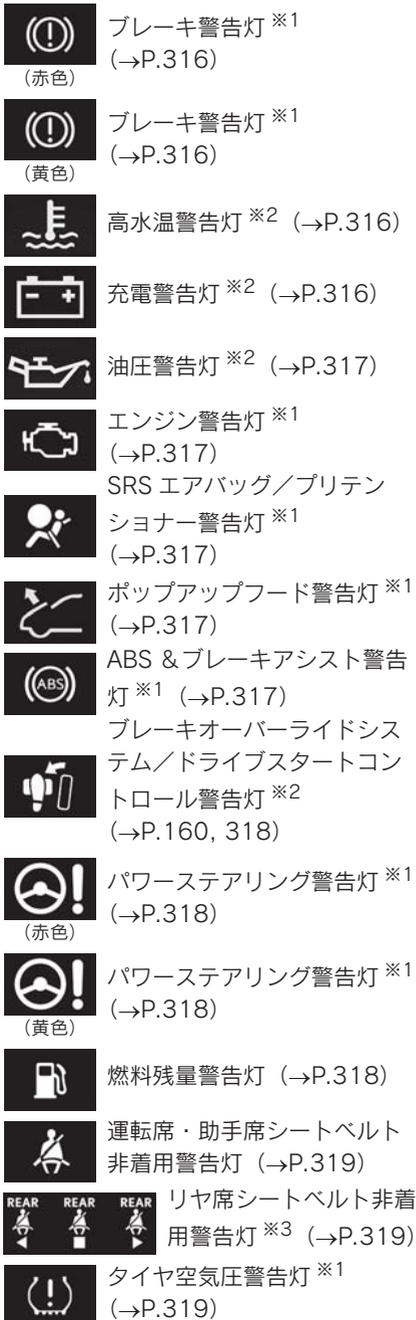 ブレーキ警告灯 ※1
（→P.316）
（赤色）
ブレーキ警告灯 ※1
（→P.316）
（黄色）
高水温警告灯 ※2（→P.316）
充電警告灯 ※2（→P.316）
油圧警告灯 ※2（→P.317）
エンジン警告灯 ※1
（→P.317）
SRS エアバッグ／プリテン
ショナー警告灯 ※1
（→P.317）
ポップアップフード警告灯 ※1
（→P.317）
ABS
ABS ＆ブレーキアシスト警告
灯 ※1（→P.317）
ブレーキオーバーライドシス
テム／ドライブスタートコン
トロール警告灯 ※2
（→P.160, 318）
パワーステアリング警告灯 ※1
（→P.318）
（赤色）
パワーステアリング警告灯 ※1
（→P.318）
（黄色）
燃料残量警告灯（→P.318）
運転席・助手席シートベルト
非着用警告灯（→P.319）
REAR REAR REAR
リヤ席シートベルト非着
用警告灯 ※3（→P.319）
タイヤ空気圧警告灯 ※1
（→P.319）